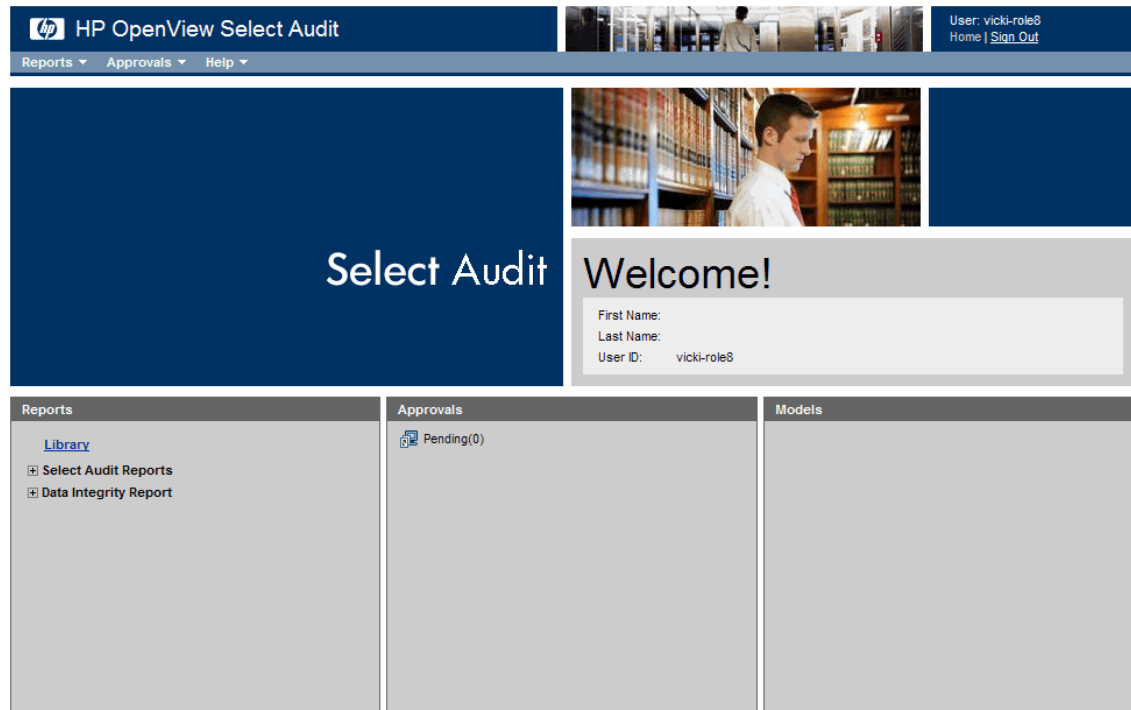 hp HP OpenView Select Audit
User: vicki-role8
Home | Sign Out
Reports Approvals Help
Select Audit
Welcome!
First Name:
Last Name:
User ID: vicki-role8
Reports
Library
Select Audit Reports
Data Integrity Report
Approvals
Pending(0)
Models